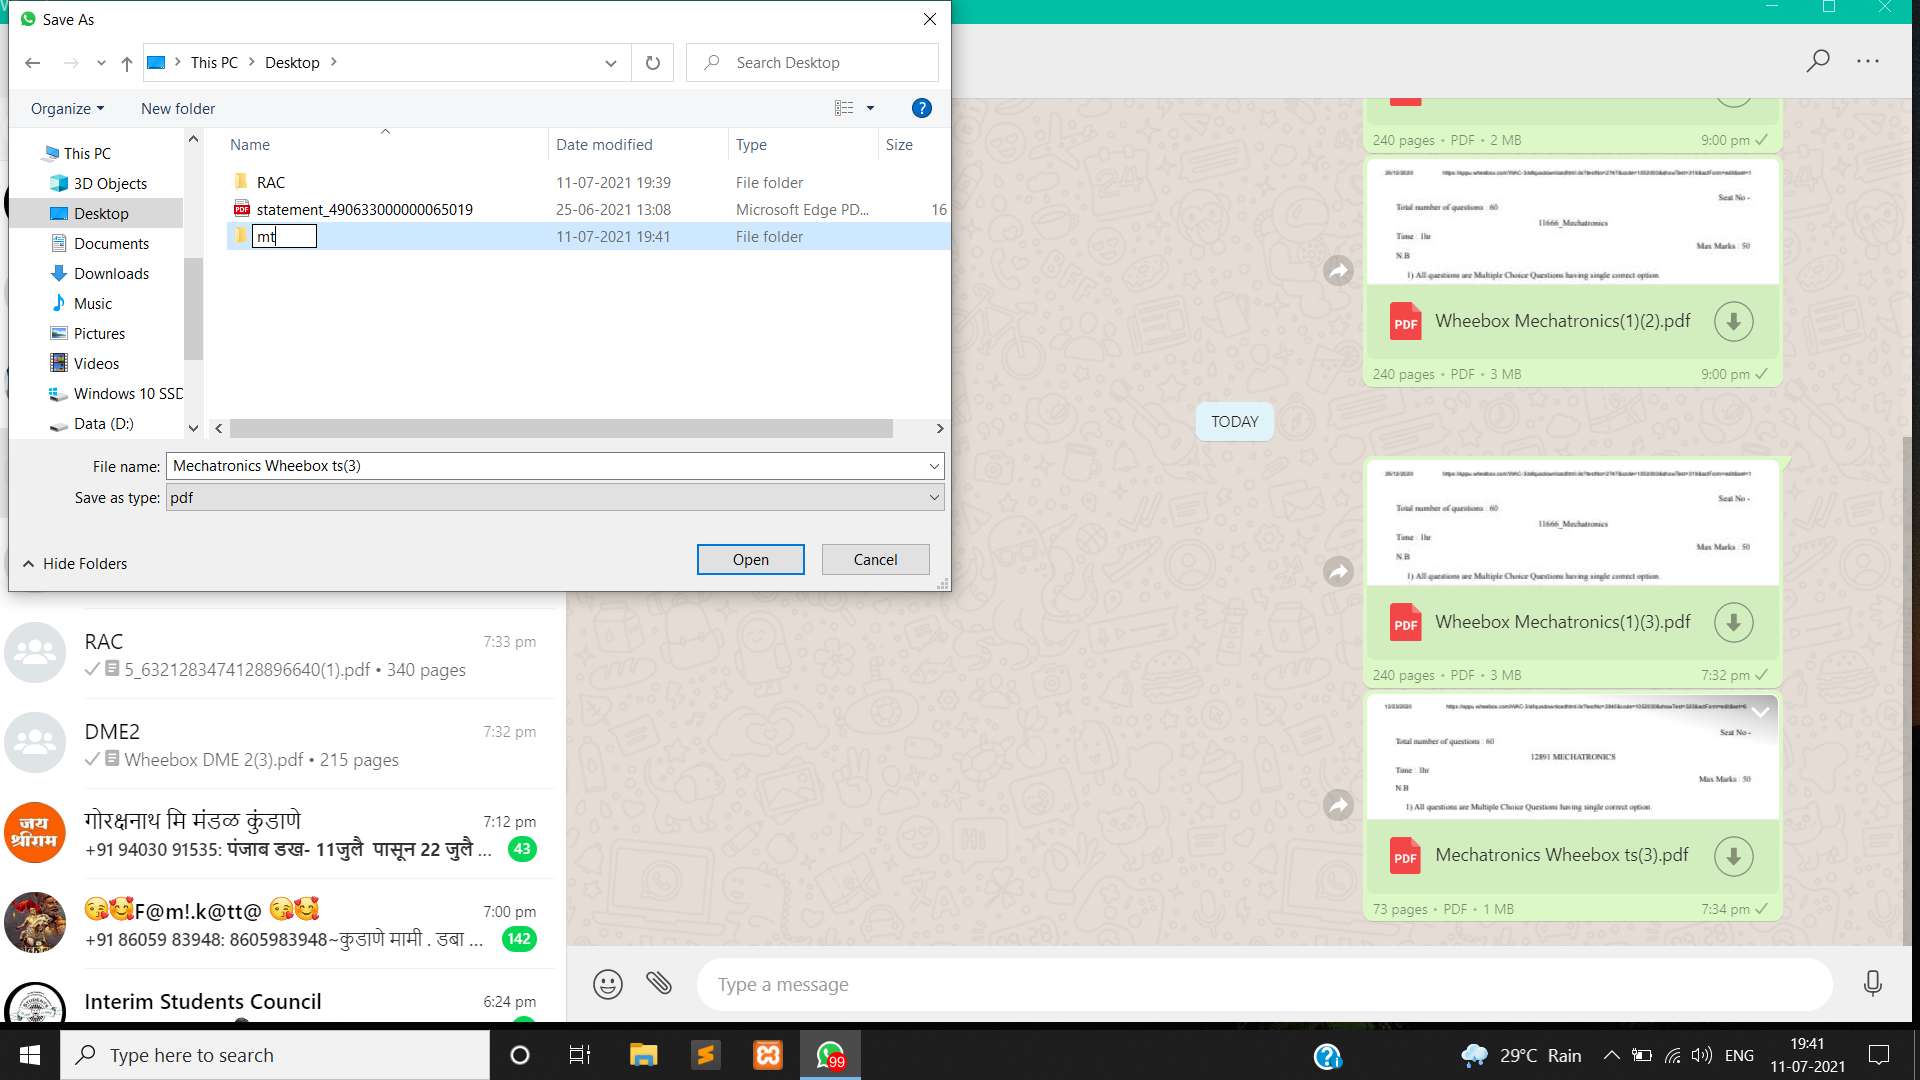 Save As
This PC
Desktop
Search Desktop
Organize
New folder
Name
Date modified
Type
Size
This PC
3D Objects
Desktop
Documents
Downloads
Music
Pictures
Videos
Windows 10 SSD
Data (D:)
RAC 11-07-2021 19:39 File folder
statement_490633000000065019 25-06-2021 13:08 Microsoft Edge PD... 16
mt 11-07-2021 19:41 File folder
File name: Mechatronics Wheebox ts(3)
Save as type: pdf
Hide Folders
Open
Cancel
RAC 7:33 pm
5_6321283474128896640(1).pdf • 340 pages
DME2 7:32 pm
Wheebox DME 2(3).pdf • 215 pages
जय
श्रीराम
गोरक्षनाथ मि मंडळ कुंडाणे 7:12 pm
+91 94030 91535: पंजाब डख- 11जुलै पासून 22 जुलै ... 43
😘🥰F@m!.k@tt@ 😘🥰 7:00 pm
+91 86059 83948: 8605983948~कुडाणे मामी . डबा ... 142
Interim Students Council 6:24 pm
240 pages • PDF • 2 MB 9:00 pm
Seat No -
Total number of questions : 60
11666_Mechatronics
Time : 1hr
Max Marks : 50
N.B
1) All questions are Multiple Choice Questions having single correct option.
PDF Wheebox Mechatronics(1)(2).pdf
240 pages • PDF • 3 MB 9:00 pm
TODAY
Seat No -
Total number of questions : 60
11666_Mechatronics
Time : 1hr
Max Marks : 50
N.B
1) All questions are Multiple Choice Questions having single correct option.
PDF Wheebox Mechatronics(1)(3).pdf
240 pages • PDF • 3 MB 7:32 pm
12/23/2020
Seat No -
Total number of questions : 60
12891 MECHATRONICS
Time : 1hr
Max Marks : 50
N.B
1) All questions are Multiple Choice Questions having single correct option.
PDF Mechatronics Wheebox ts(3).pdf
73 pages • PDF • 1 MB 7:34 pm
Type a message
Type here to search
99
29°C Rain
ENG
19:41
11-07-2021